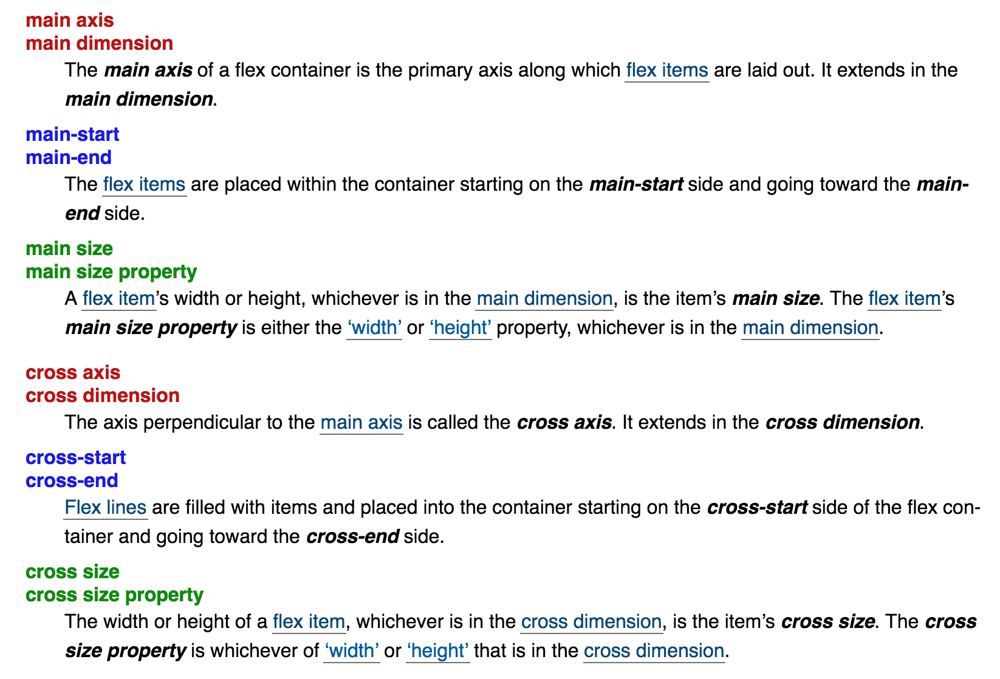 main axis
main dimension
The main axis of a flex container is the primary axis along which flex items are laid out. It extends in the
main dimension.
main-start
main-end
The flex items are placed within the container starting on the main-start side and going toward the main-
end side.
main size
main size property
A flex item’s width or height, whichever is in the main dimension, is the item’s main size. The flex item’s
main size property is either the ‘width’ or ‘height’ property, whichever is in the main dimension.
cross axis
cross dimension
The axis perpendicular to the main axis is called the cross axis. It extends in the cross dimension.
cross-start
cross-end
Flex lines are filled with items and placed into the container starting on the cross-start side of the flex con-
tainer and going toward the cross-end side.
cross size
cross size property
The width or height of a flex item, whichever is in the cross dimension, is the item’s cross size. The cross
size property is whichever of ‘width’ or ‘height’ that is in the cross dimension.